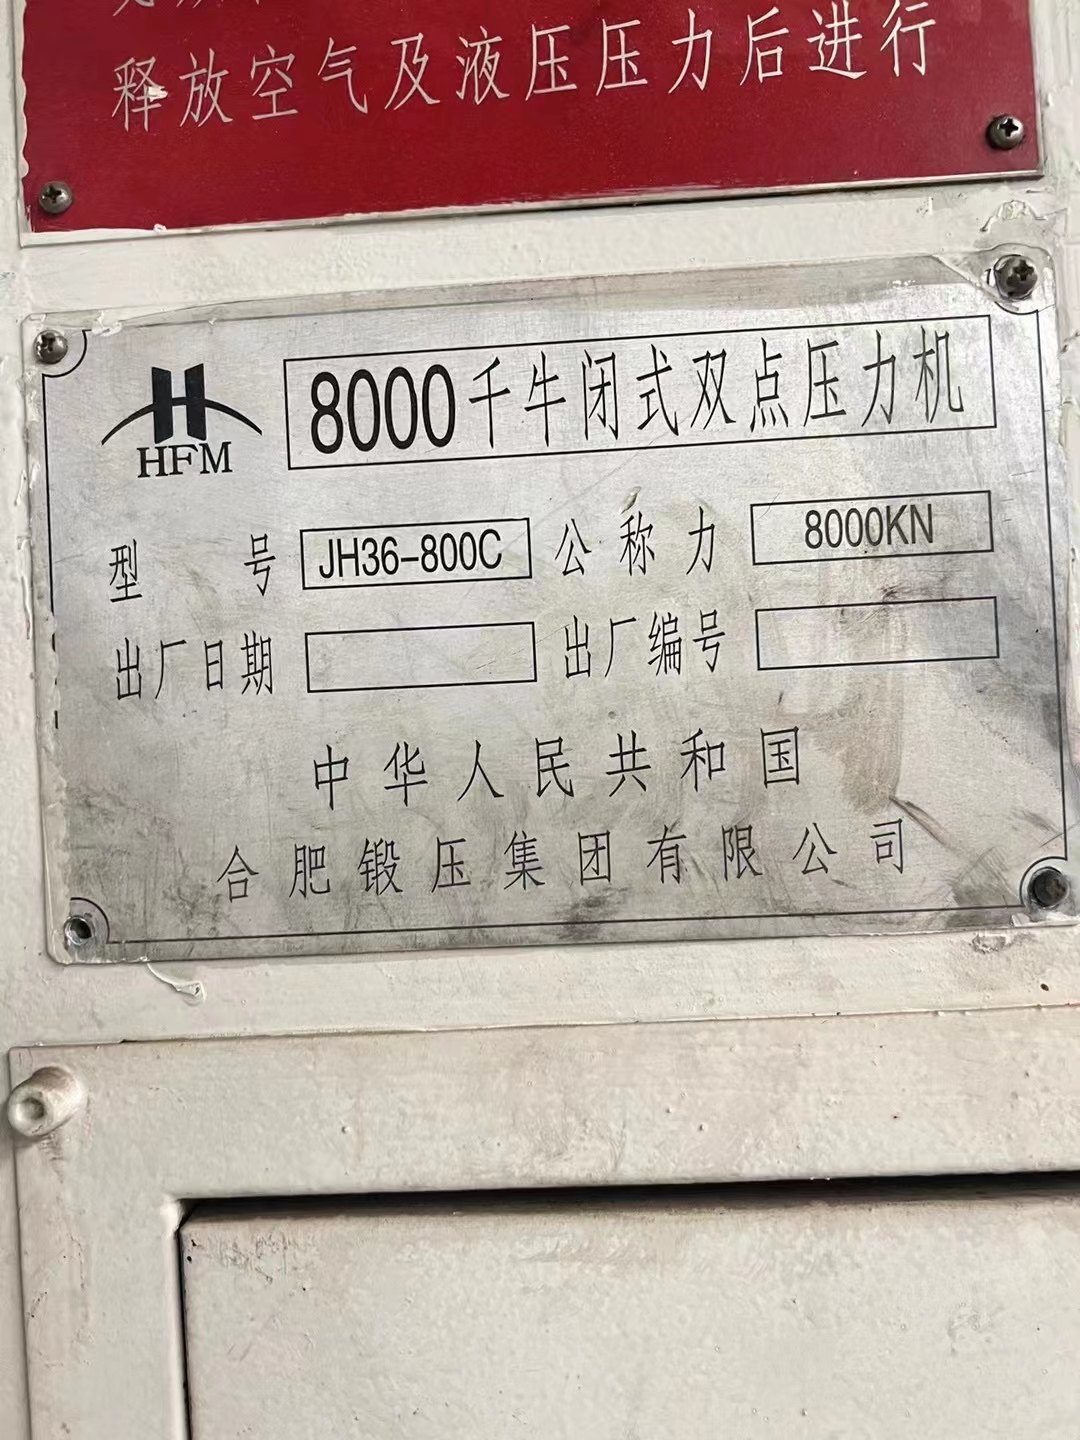 释放空气及液压压力后进行
HFM
8000千牛闭式双点压力机
型 号 JH36-800C 公称力 8000KN
出厂日期 出厂编号
中华人民共和国
合肥锻压集团有限公司